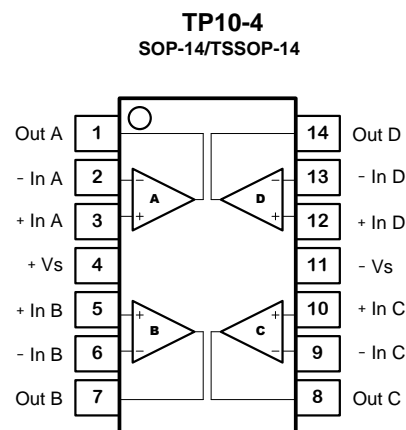 TP10-4
SOP-14/TSSOP-14
Out A 1 14 Out D
- In A 2 - - 13 - In D
A D
+ In A 3 + + 12 + In D
+ Vs 4 11 - Vs
+ In B 5 + + 10 + In C
B C
- In B 6 - - 9 - In C
Out B 7 8 Out C